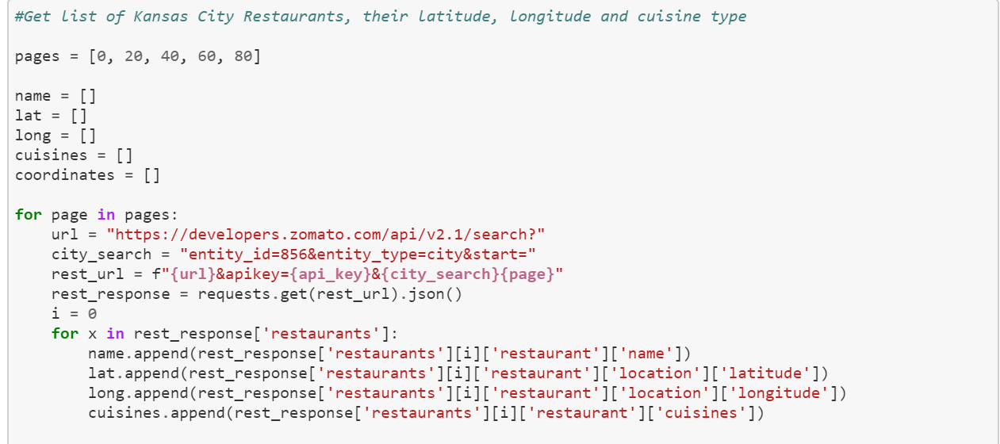 #Get list of Kansas City Restaurants, their latitude, longitude and cuisine type

pages = [0, 20, 40, 60, 80]

name = []
lat = []
long = []
cuisines = []
coordinates = []

for page in pages:
    url = "https://developers.zomato.com/api/v2.1/search?"
    city_search = "entity_id=856&entity_type=city&start="
    rest_url = f"{url}&apikey={api_key}&{city_search}{page}"
    rest_response = requests.get(rest_url).json()
    i = 0
    for x in rest_response['restaurants']:
        name.append(rest_response['restaurants'][i]['restaurant']['name'])
        lat.append(rest_response['restaurants'][i]['restaurant']['location']['latitude'])
        long.append(rest_response['restaurants'][i]['restaurant']['location']['longitude'])
        cuisines.append(rest_response['restaurants'][i]['restaurant']['cuisines'])